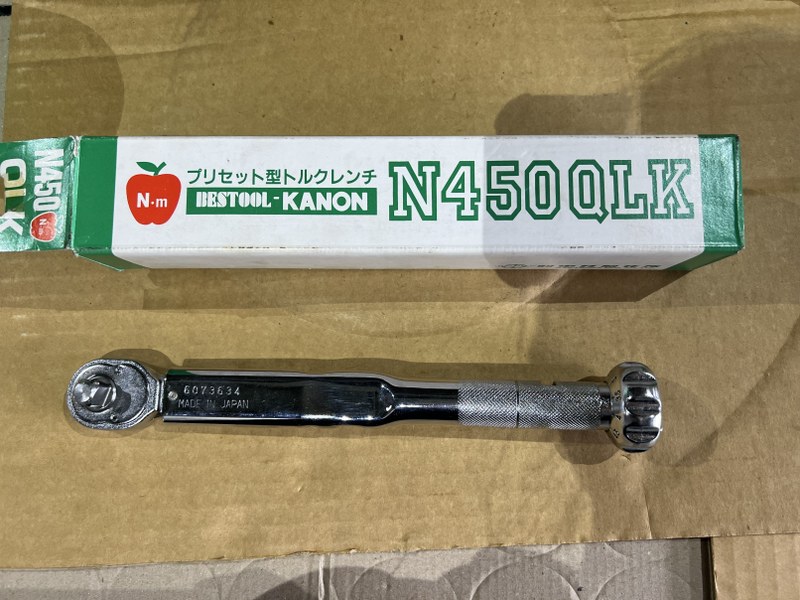 N450
QLK
N·m
N·m
プリセット型トルクレンチ
BESTOOL-KANON
N450QLK
6073634
MADE IN JAPAN